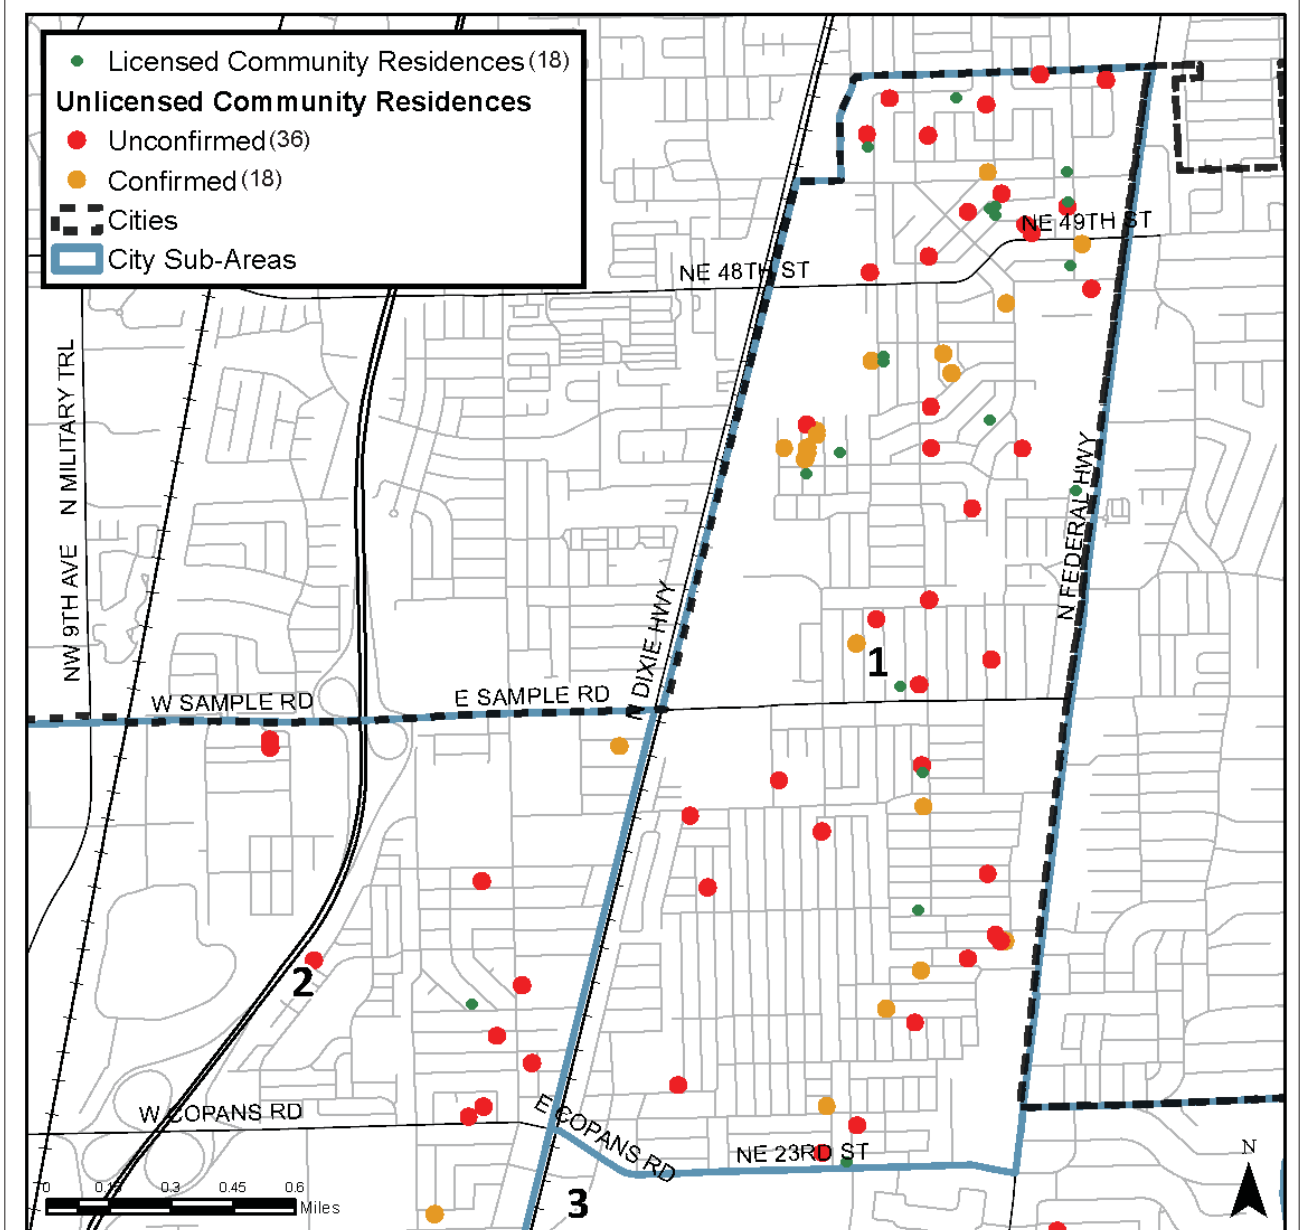 Licensed Community Residences (18)
Unlicensed Community Residences
Unconfirmed (36)
Confirmed (18)
Cities
City Sub-Areas
NE 49TH ST
NE 48TH ST
N MILITARY TRL
NW 9TH AVE
N FEDERAL HWY
N DIXIE HWY
1
W SAMPLE RD
E SAMPLE RD
2
W COPANS RD
E COPANS RD
NE 23RD ST
N
0 0.15 0.3 0.45 0.6
Miles
3